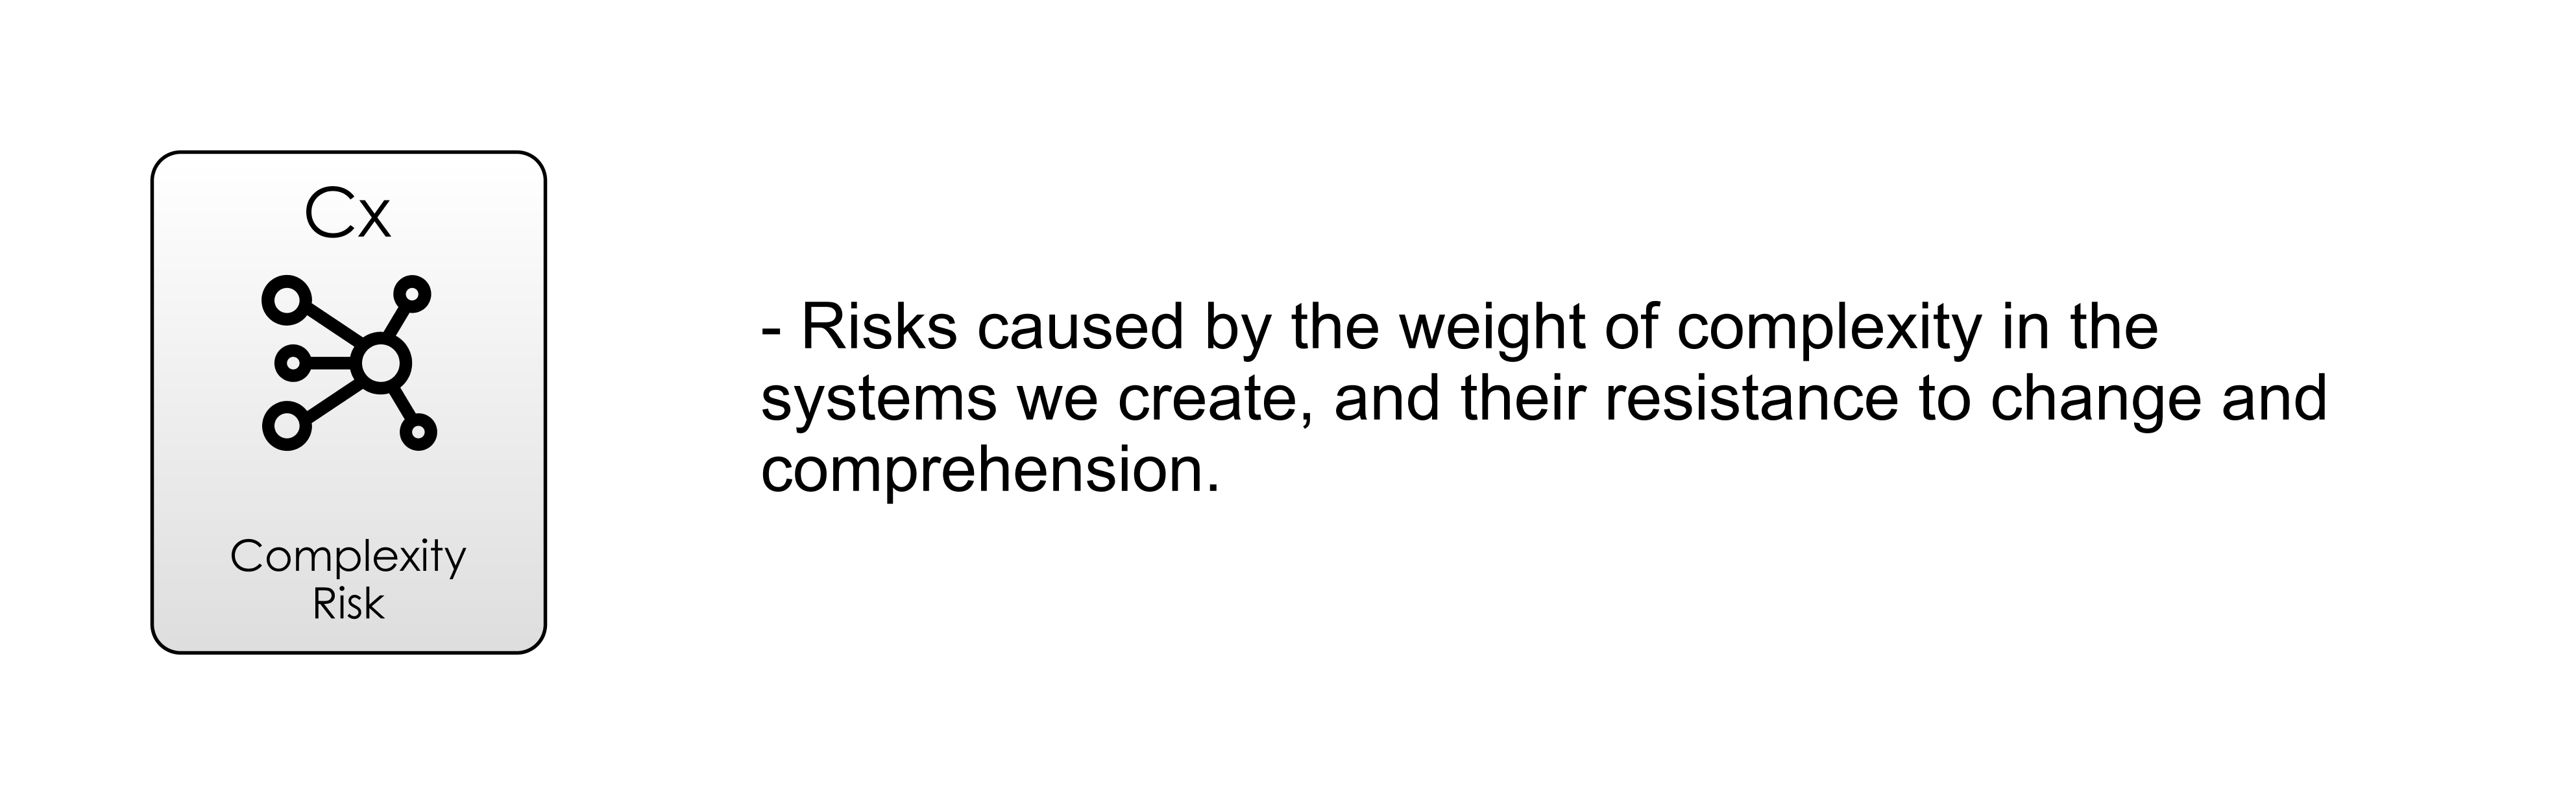 Cx
Complexity
Risk
- Risks caused by the weight of complexity in the
systems we create, and their resistance to change and
comprehension.